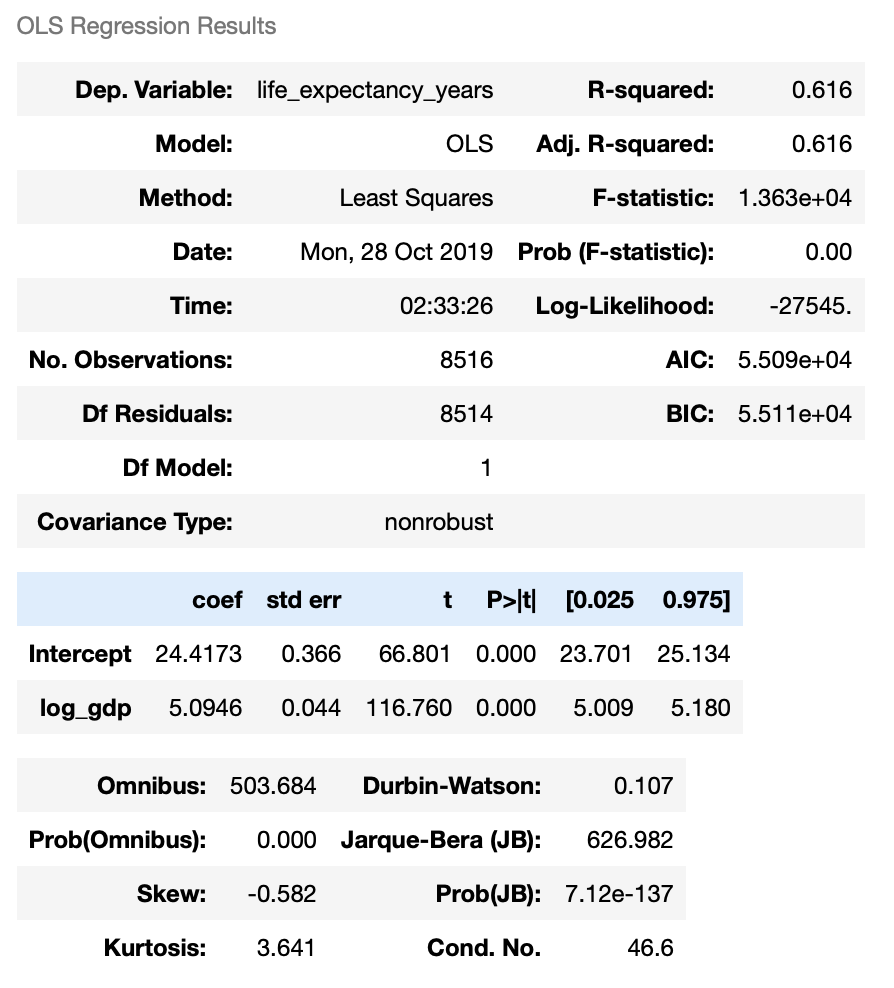 OLS Regression Results
Dep. Variable: life_expectancy_years R-squared: 0.616
Model: OLS Adj. R-squared: 0.616
Method: Least Squares F-statistic: 1.363e+04
Date: Mon, 28 Oct 2019 Prob (F-statistic): 0.00
Time: 02:33:26 Log-Likelihood: -27545.
No. Observations: 8516 AIC: 5.509e+04
Df Residuals: 8514 BIC: 5.511e+04
Df Model: 1
Covariance Type: nonrobust
coef std err t P>|t| [0.025 0.975]
Intercept 24.4173 0.366 66.801 0.000 23.701 25.134
log_gdp 5.0946 0.044 116.760 0.000 5.009 5.180
Omnibus: 503.684 Durbin-Watson: 0.107
Prob(Omnibus): 0.000 Jarque-Bera (JB): 626.982
Skew: -0.582 Prob(JB): 7.12e-137
Kurtosis: 3.641 Cond. No. 46.6